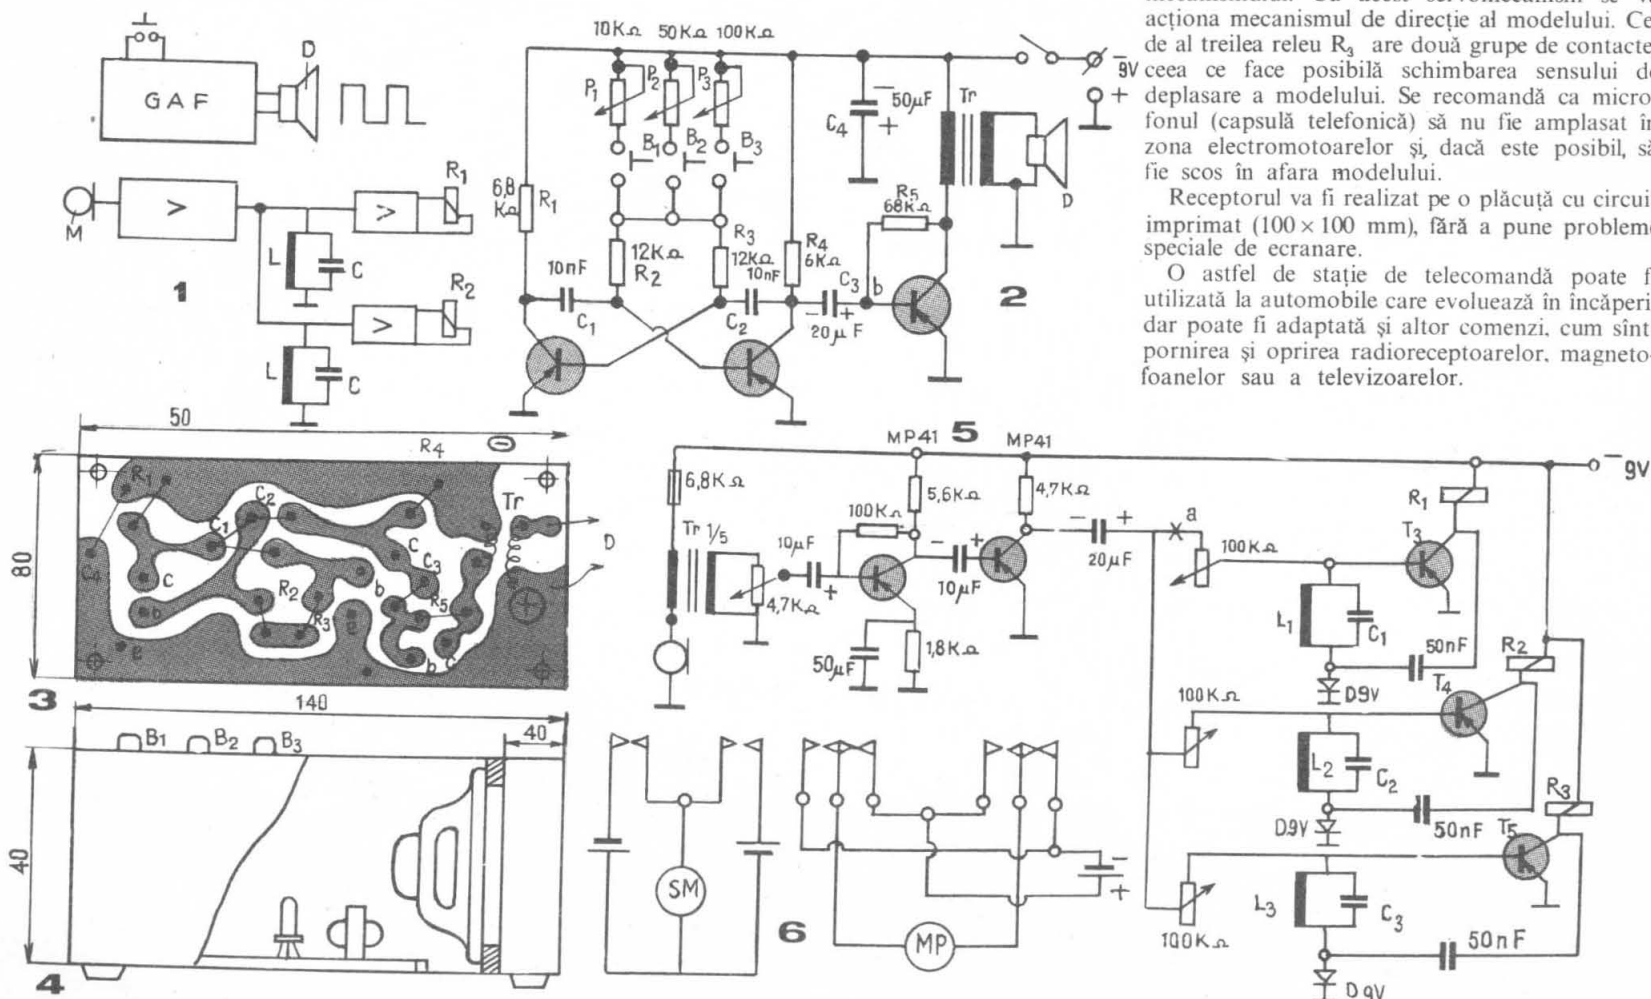 acționa mecanismul de direcție al modelului. Ce
de al treilea releu R₃ are două grupe de contacte
ceea ce face posibilă schimbarea sensului de
deplasare a modelului. Se recomandă ca micro-
fonul (capsulă telefonică) să nu fie amplasat în
zona electromotoarelor și, dacă este posibil, să
fie scos în afara modelului.
Receptorul va fi realizat pe o plăcuță cu circui
imprimat (100 × 100 mm), fără a pune probleme
speciale de ecranare.
O astfel de stație de telecomandă poate f
utilizată la automobile care evoluează în încăperi
dar poate fi adaptată și altor comenzi, cum sînt
pornirea și oprirea radioreceptoarelor, magneto-
foanelor sau a televizoarelor.
GAF
D
M
>
>
R1
L
C
>
R2
L
C
1
10KΩ 50KΩ 100KΩ
P1
P2
P3
B1
B2
B3
6,8
KΩ
R1
12KΩ
R2
R3
12KΩ
10nF
C1
10nF
C2
R4
6KΩ
C3
b
20μF
− +
C4
−
50μF
+
R5
68KΩ
Tr
D
− 9V
+
2
50
80
R1
R4
Tr
C2
C1
C4
C
C
C3
R2
R3
R5
b
b
b
C
e
e
D
3
140
40
40
B1
B2
B3
4
5
MP41
MP41
6,8KΩ
Tr 1/5
4,7KΩ
10μF
+
100KΩ
5,6KΩ
4,7KΩ
− +
10μF
50μF
1,8KΩ
− +
20μF
a
100KΩ
100KΩ
100KΩ
R1
T3
L1
C1
50nF
D9V
R2
T4
L2
C2
50nF
D9V
R3
T5
L3
C3
50nF
D9V
− 9V
SM
MP
−
+
6